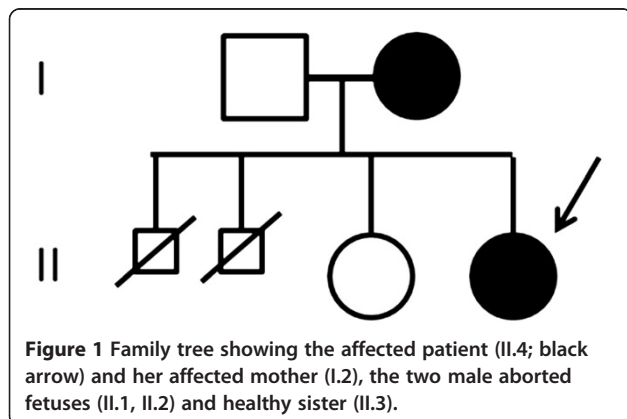 I
II
Figure 1 Family tree showing the affected patient (II.4; black
arrow) and her affected mother (I.2), the two male aborted
fetuses (II.1, II.2) and healthy sister (II.3).